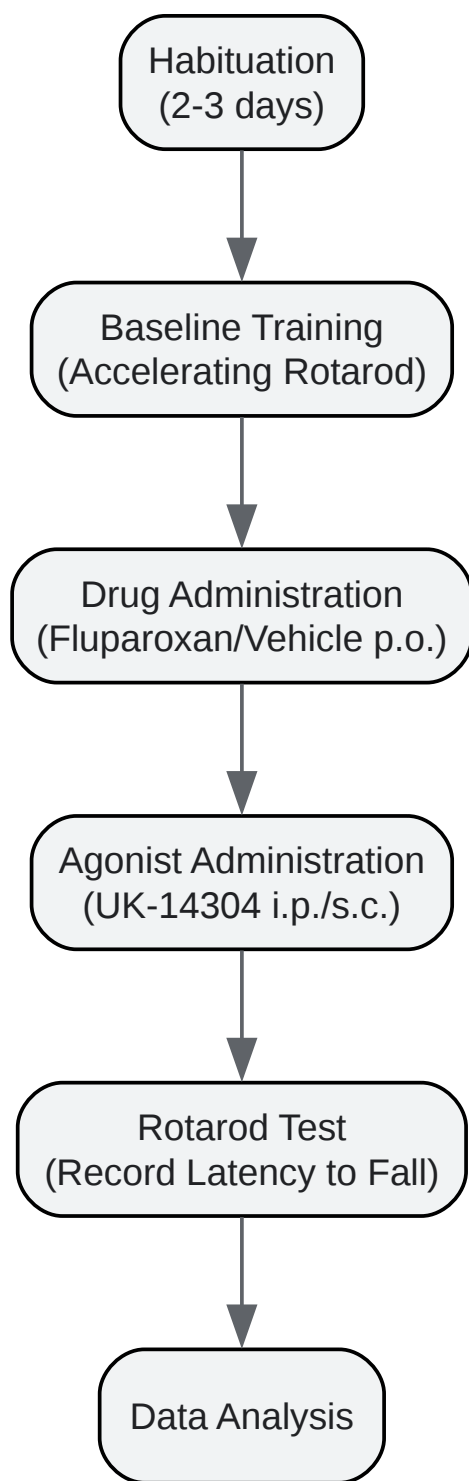 Habituation
(2-3 days)
Baseline Training
(Accelerating Rotarod)
Drug Administration
(Fluparoxan/Vehicle p.o.)
Agonist Administration
(UK-14304 i.p./s.c.)
Rotarod Test
(Record Latency to Fall)
Data Analysis